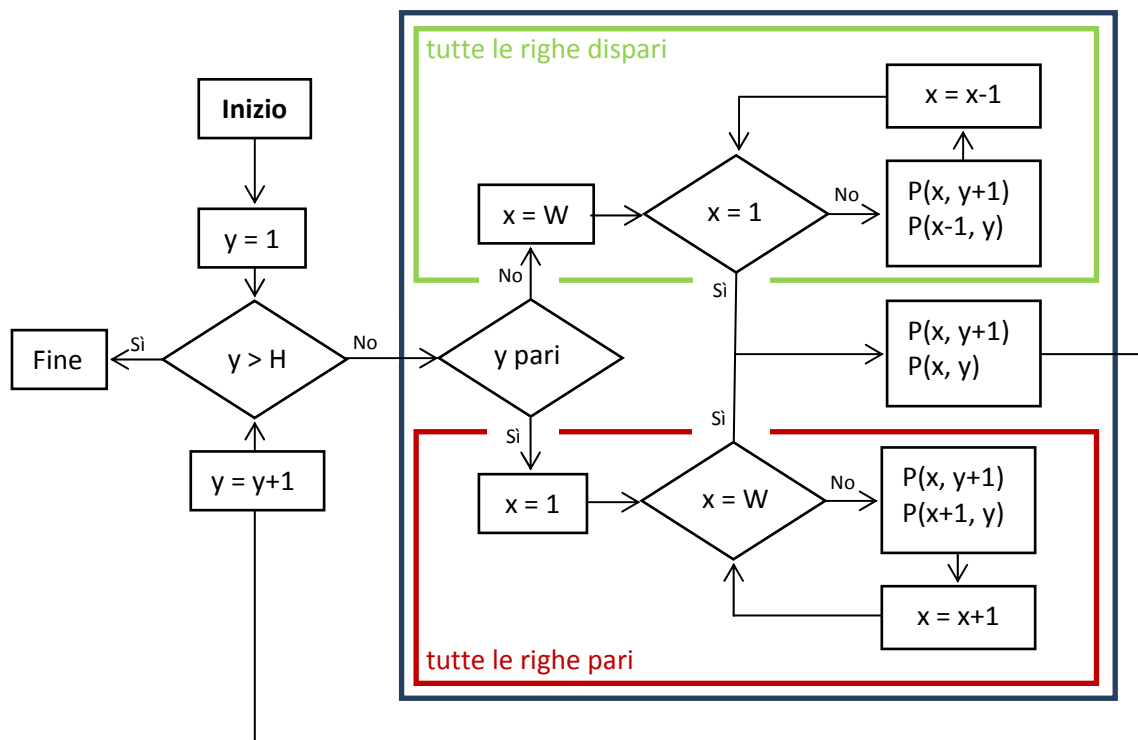 tutte le righe dispari
Inizio
x = x-1
y = 1
x = W
x = 1
No
P(x, y+1)
P(x-1, y)
No
Sì
Fine
Sì
y > H
No
y pari
P(x, y+1)
P(x, y)
Sì
Sì
y = y+1
x = 1
x = W
No
P(x, y+1)
P(x+1, y)
x = x+1
tutte le righe pari